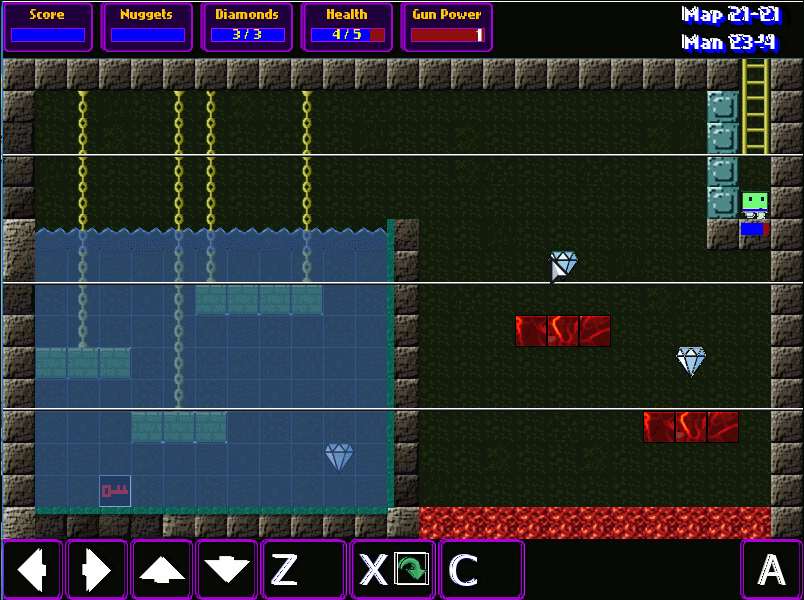 Score Nuggets Diamonds Health Gun Power
3 / 3 4 / 5 1
Map 21-21
Man 23-4
Z X C A